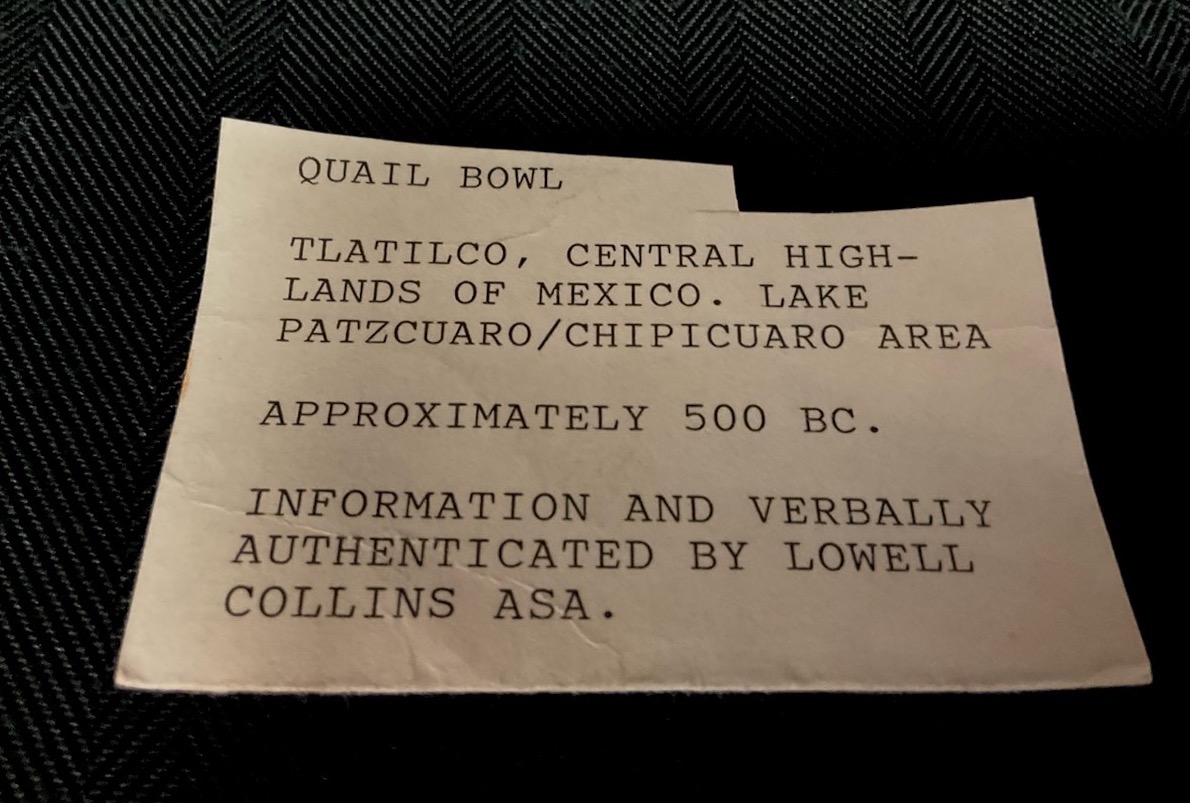 QUAIL BOWL
TLATILCO, CENTRAL HIGH-
LANDS OF MEXICO. LAKE
PATZCUARO/CHIPICUARO AREA
APPROXIMATELY 500 BC.
INFORMATION AND VERBALLY
AUTHENTICATED BY LOWELL
COLLINS ASA.